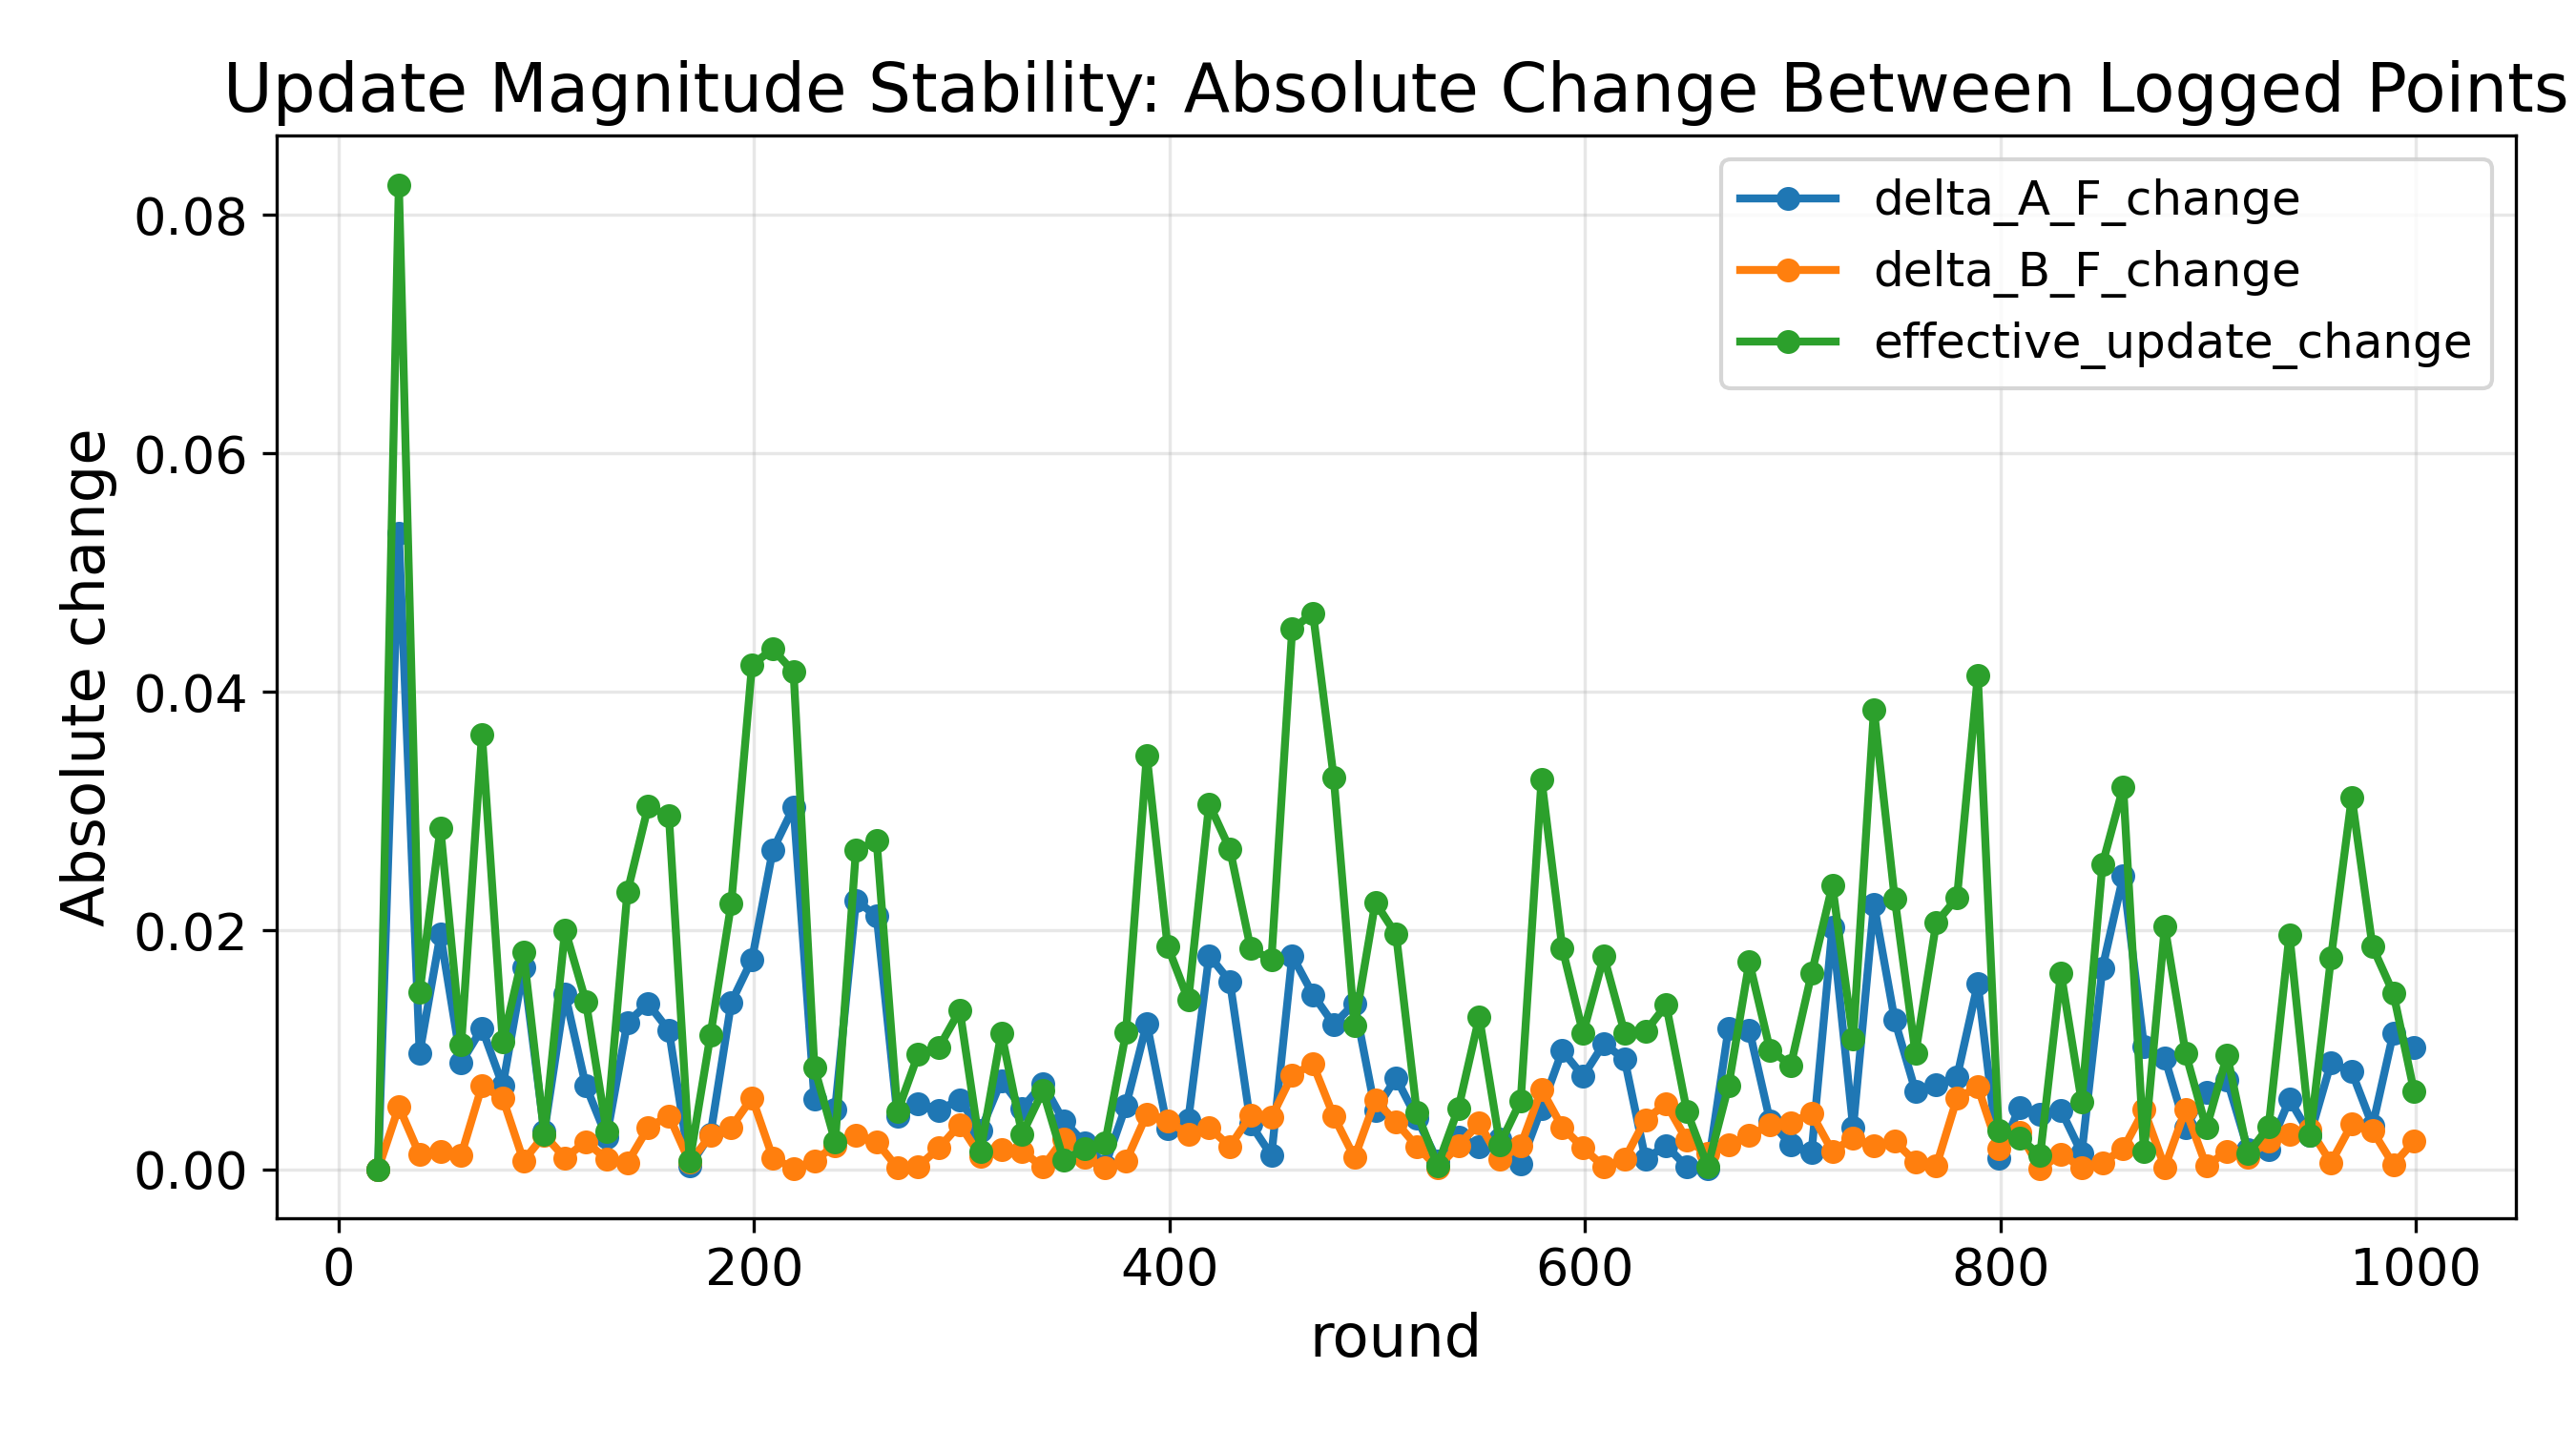 Update Magnitude Stability: Absolute Change Between Logged Points
delta_A_F_change
delta_B_F_change
effective_update_change
Absolute change
0.08
0.06
0.04
0.02
0.00
0 200 400 600 800 1000
round